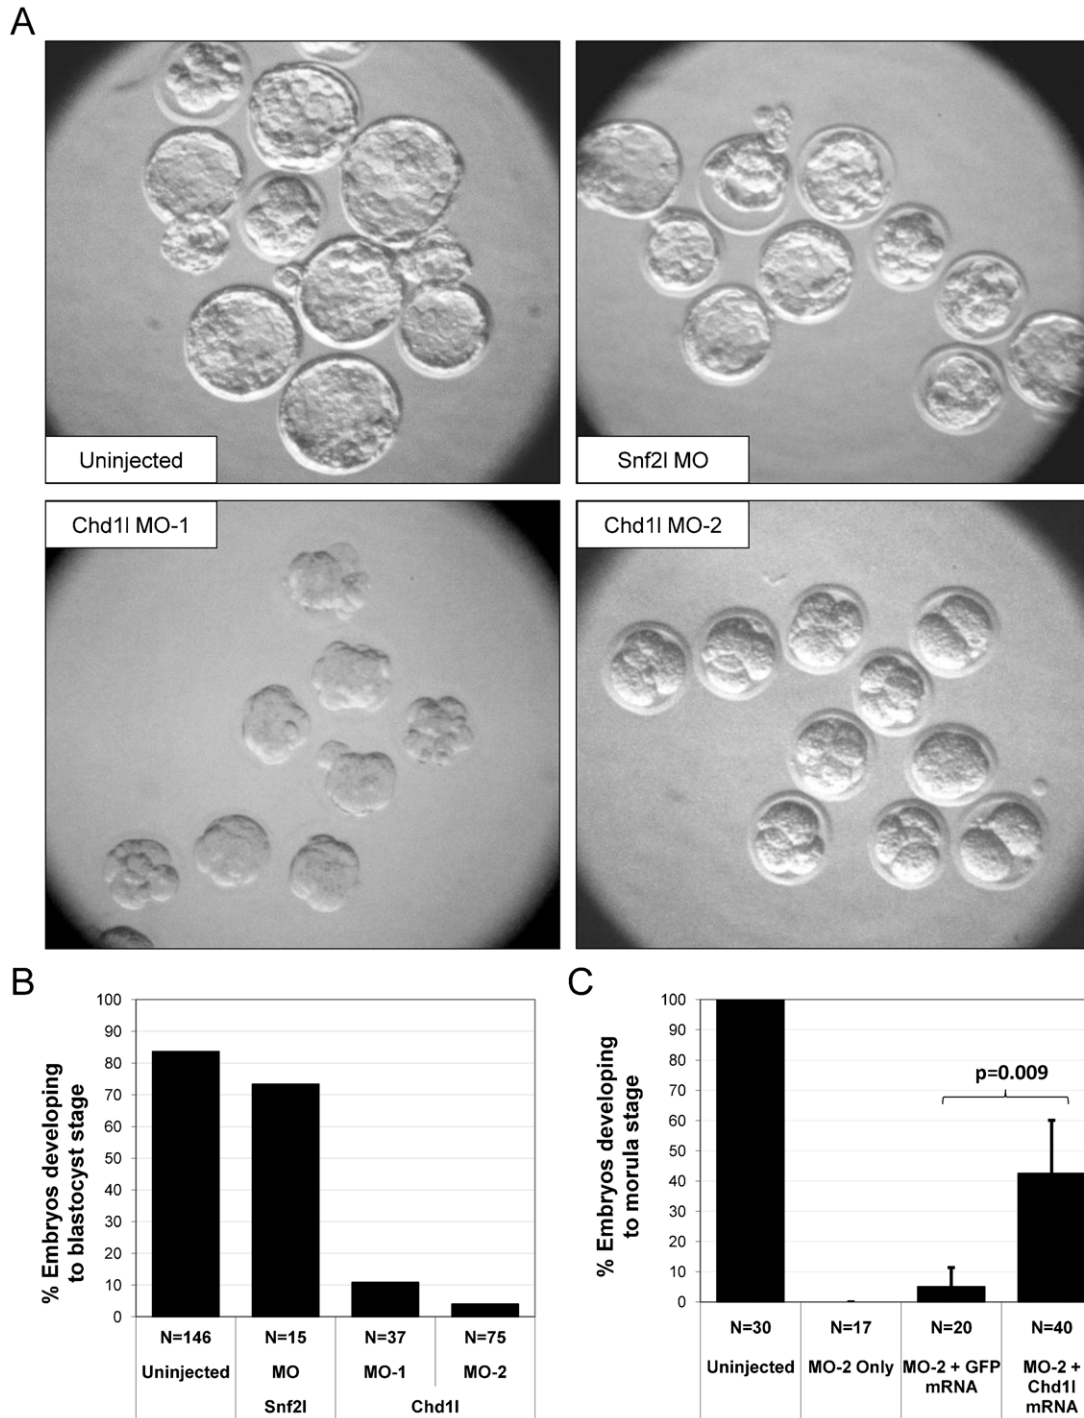 A
Uninjected
Snf2l MO
Chd1l MO-1
Chd1l MO-2
B
% Embryos developing
to blastocyst stage
100
90
80
70
60
50
40
30
20
10
0
N=146
N=15
N=37
N=75
Uninjected
MO
MO-1
MO-2
Snf2l
Chd1l
C
% Embryos developing
to morula stage
100
90
80
70
60
50
40
30
20
10
0
p=0.009
N=30
N=17
N=20
N=40
Uninjected
MO-2 Only
MO-2 + GFP
mRNA
MO-2 +
Chd1l
mRNA